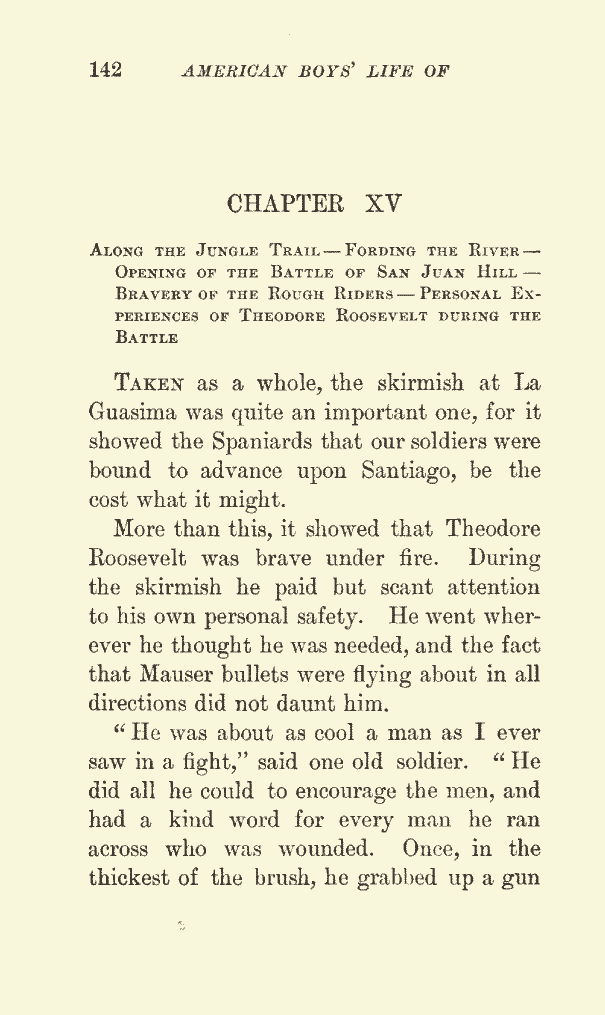 142 AMERICAN BOYS' LIFE OF
CHAPTER XV
Along the Jungle Trail—Fording the River—
Opening of the Battle of San Juan Hill—
Bravery of the Rough Riders—Personal Ex-
periences of Theodore Roosevelt during the
Battle
Taken as a whole, the skirmish at La
Guasima was quite an important one, for it
showed the Spaniards that our soldiers were
bound to advance upon Santiago, be the
cost what it might.
More than this, it showed that Theodore
Roosevelt was brave under fire. During
the skirmish he paid but scant attention
to his own personal safety. He went wher-
ever he thought he was needed, and the fact
that Mauser bullets were flying about in all
directions did not daunt him.
"He was about as cool a man as I ever
saw in a fight," said one old soldier. "He
did all he could to encourage the men, and
had a kind word for every man he ran
across who was wounded. Once, in the
thickest of the brush, he grabbed up a gun